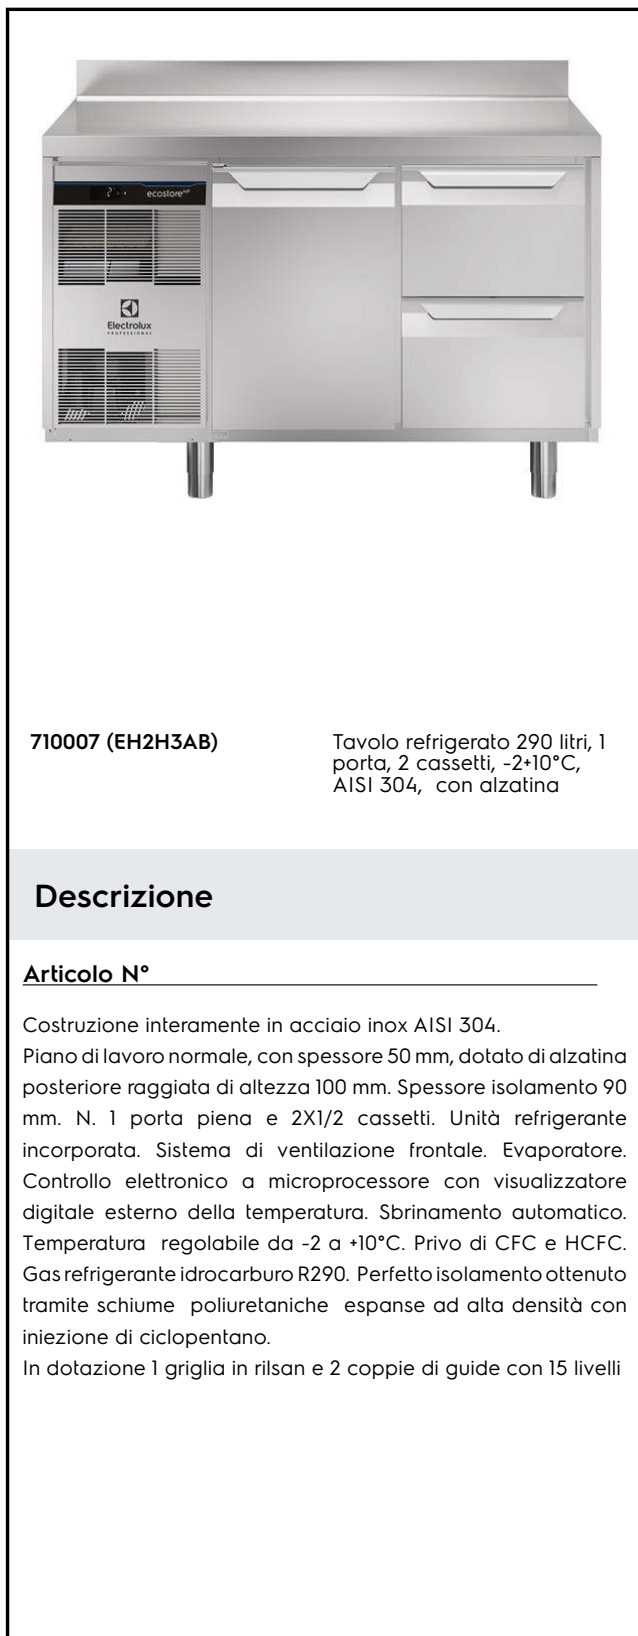 ecostore HP
Electrolux
PROFESSIONAL
710007 (EH2H3AB)
Tavolo refrigerato 290 litri, 1
porta, 2 cassetti, -2+10°C,
AISI 304,  con alzatina
Descrizione
Articolo N°
Costruzione interamente in acciaio inox AISI 304.
Piano di lavoro normale, con spessore 50 mm, dotato di alzatina
posteriore raggiata di altezza 100 mm. Spessore isolamento 90
mm. N. 1 porta piena e 2X1/2 cassetti. Unità refrigerante
incorporata. Sistema di ventilazione frontale. Evaporatore.
Controllo elettronico a microprocessore con visualizzatore
digitale esterno della temperatura. Sbrinamento automatico.
Temperatura  regolabile da -2 a +10°C. Privo di CFC e HCFC.
Gas refrigerante idrocarburo R290. Perfetto isolamento ottenuto
tramite schiume  poliuretaniche  espanse ad alta densità con
iniezione di ciclopentano.
In dotazione 1 griglia in rilsan e 2 coppie di guide con 15 livelli